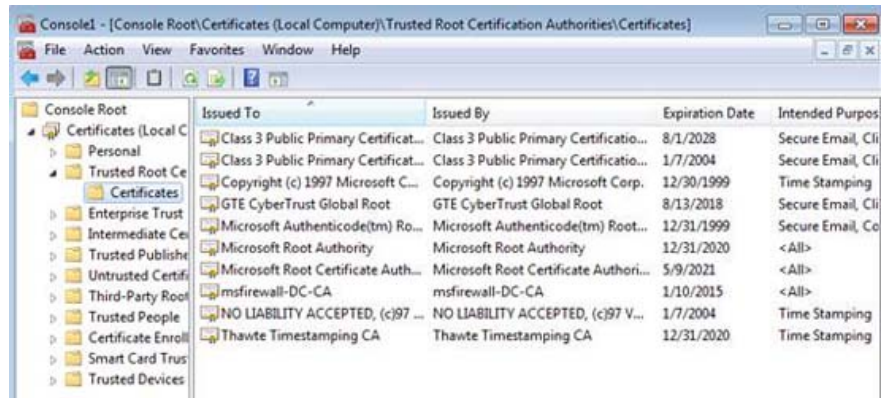 Console1 - [Console Root\Certificates (Local Computer)\Trusted Root Certification Authorities\Certificates]
File Action View Favorites Window Help
Console Root
Certificates (Local C
Personal
Trusted Root Ce
Certificates
Enterprise Trust
Intermediate Cer
Trusted Publishe
Untrusted Certifi
Third-Party Root
Trusted People
Certificate Enroll
Smart Card Trus
Trusted Devices
Issued To Issued By Expiration Date Intended Purpos
Class 3 Public Primary Certificat... Class 3 Public Primary Certificatio... 8/1/2028 Secure Email, Cli
Class 3 Public Primary Certificat... Class 3 Public Primary Certificatio... 1/7/2004 Secure Email, Cli
Copyright (c) 1997 Microsoft C... Copyright (c) 1997 Microsoft Corp. 12/30/1999 Time Stamping
GTE CyberTrust Global Root GTE CyberTrust Global Root 8/13/2018 Secure Email, Cli
Microsoft Authenticode(tm) Ro... Microsoft Authenticode(tm) Root... 12/31/1999 Secure Email, Co
Microsoft Root Authority Microsoft Root Authority 12/31/2020 <All>
Microsoft Root Certificate Auth... Microsoft Root Certificate Authori... 5/9/2021 <All>
msfirewall-DC-CA msfirewall-DC-CA 1/10/2015 <All>
NO LIABILITY ACCEPTED, (c)97 ... NO LIABILITY ACCEPTED, (c)97 V... 1/7/2004 Time Stamping
Thawte Timestamping CA Thawte Timestamping CA 12/31/2020 Time Stamping